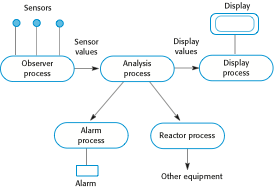 Sensors
Display
Sensor
values
Display
values
Observer
process
Analysis
process
Display
process
Alarm
process
Reactor process
Alarm
Other equipment